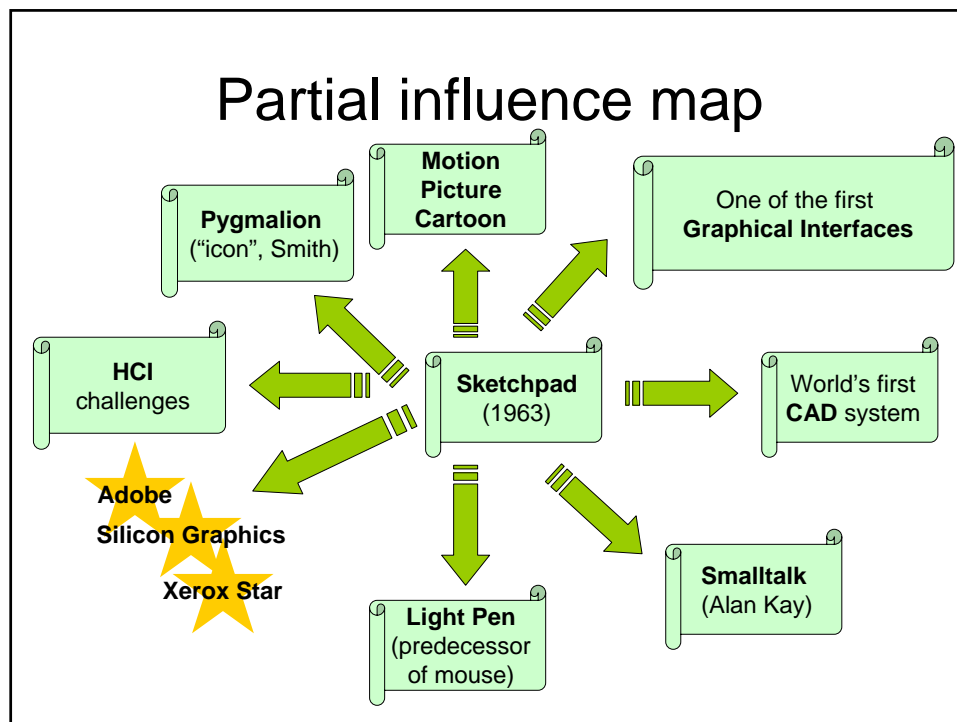 Partial influence map
Motion
Picture
Cartoon
Pygmalion
(“icon”, Smith)
One of the first
Graphical Interfaces
HCI
challenges
Sketchpad
(1963)
World’s first
CAD system
Adobe
Silicon Graphics
Xerox Star
Light Pen
(predecessor
of mouse)
Smalltalk
(Alan Kay)